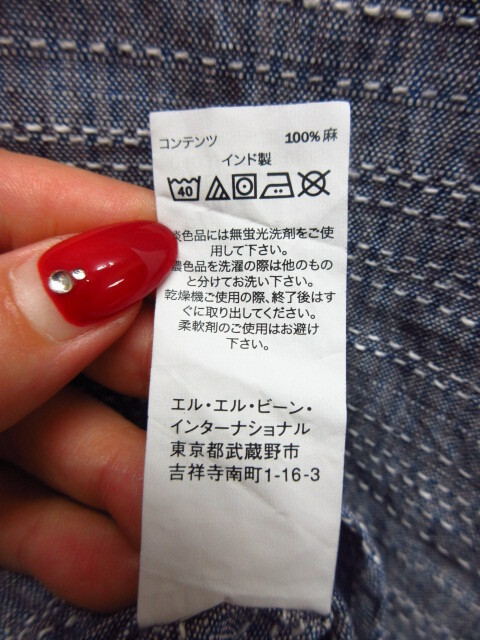 コンテンツ 100% 麻
インド製
40
淡色品には無蛍光洗剤をご使
用して下さい。
濃色品を洗濯の際は他のもの
と分けてお洗い下さい。
乾燥機ご使用の際、終了後はす
ぐに取り出してください。
柔軟剤のご使用はお避け
下さい。
エル・エル・ビーン・
インターナショナル
東京都武蔵野市
吉祥寺南町1-16-3